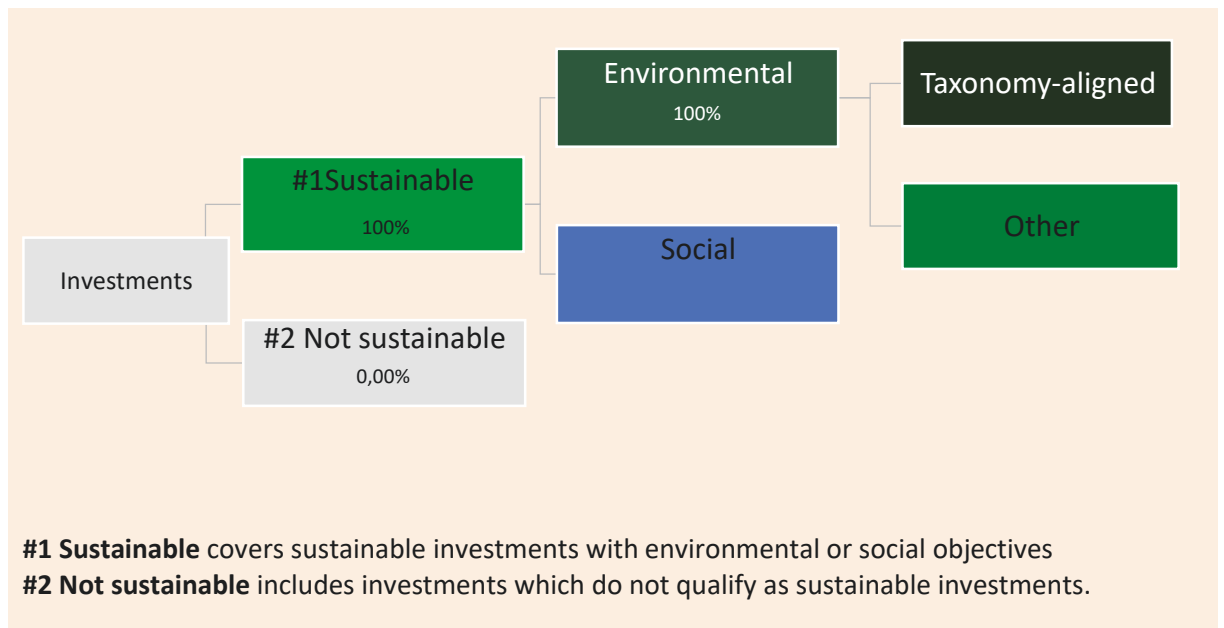 Investments
#1Sustainable
100%
#2 Not sustainable
0,00%
Environmental
100%
Social
Taxonomy-aligned
Other
#1 Sustainable covers sustainable investments with environmental or social objectives
#2 Not sustainable includes investments which do not qualify as sustainable investments.